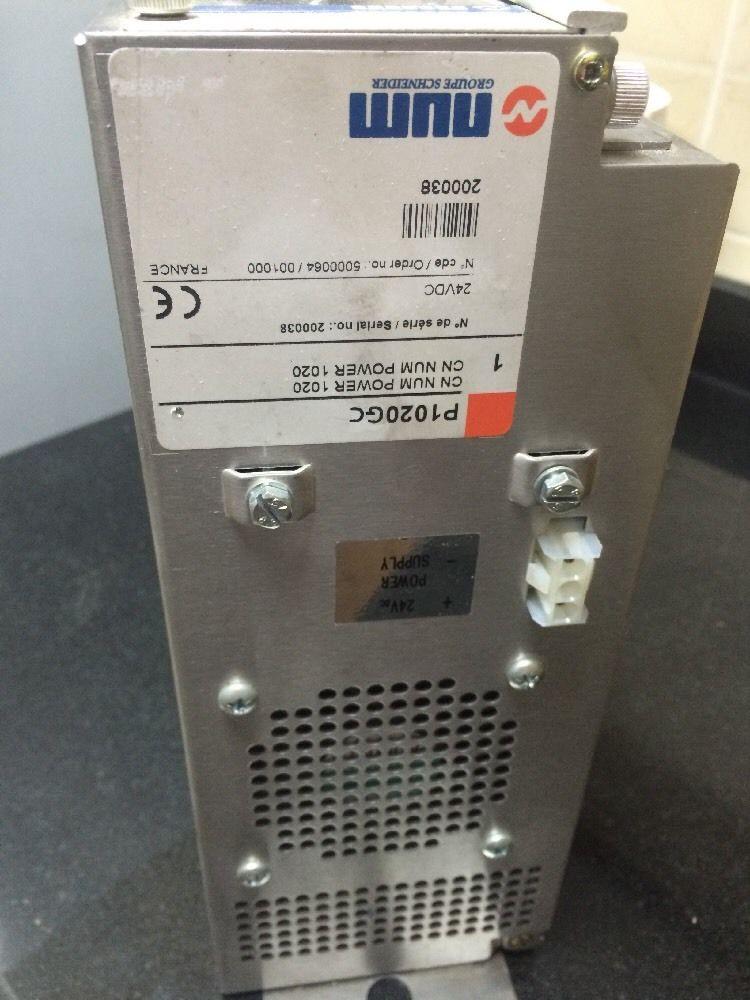 num
GROUPE SCHNEIDER
200038
N° cde / Order no.: 5000064 / 001000 FRANCE
24VDC CE
N° de série / Serial no.: 200038
CN NUM POWER 1020
CN NUM POWER 1020 1
P1020GC
+ 24VDC
POWER
- SUPPLY